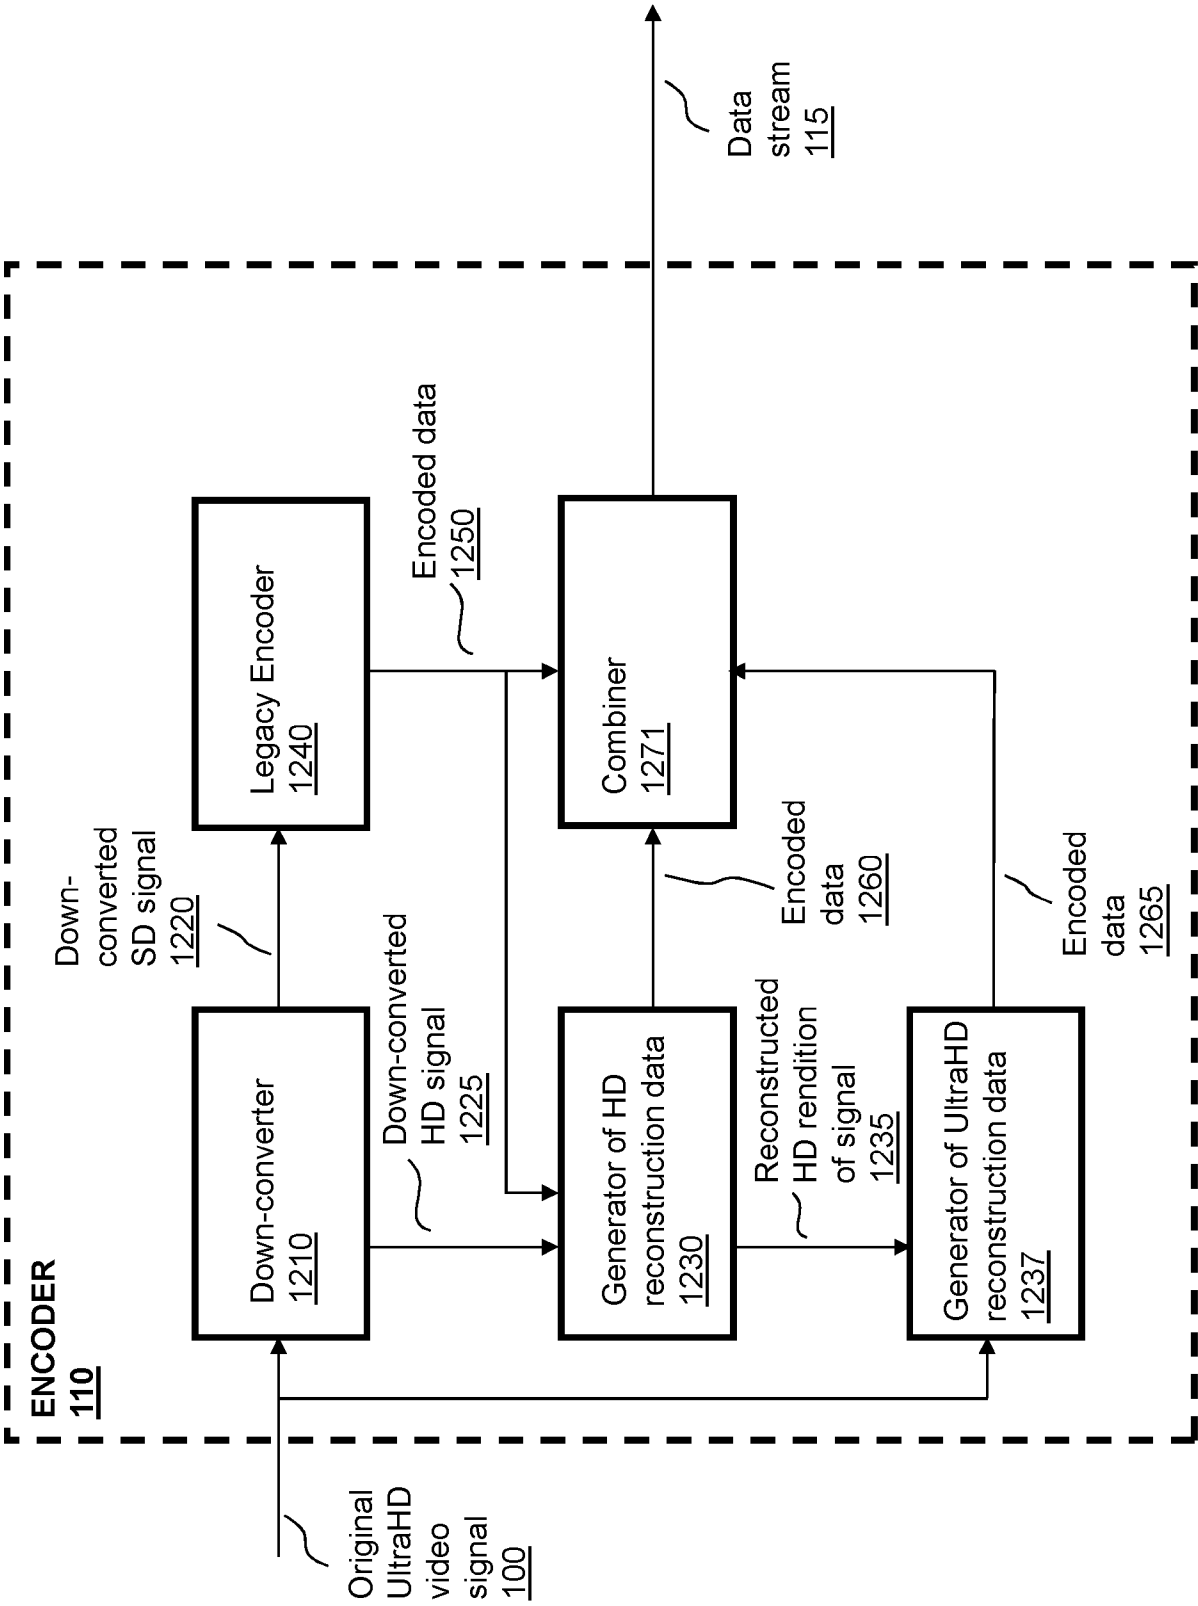 ENCODER
110
Original
UltraHD
video
signal
100
Down-converter
1210
Down-
converted
SD signal
1220
Legacy Encoder
1240
Down-converted
HD signal
1225
Encoded data
1250
Generator of HD
reconstruction data
1230
Encoded
data
1260
Combiner
1271
Data
stream
115
Reconstructed
HD rendition
of signal
1235
Generator of UltraHD
reconstruction data
1237
Encoded
data
1265